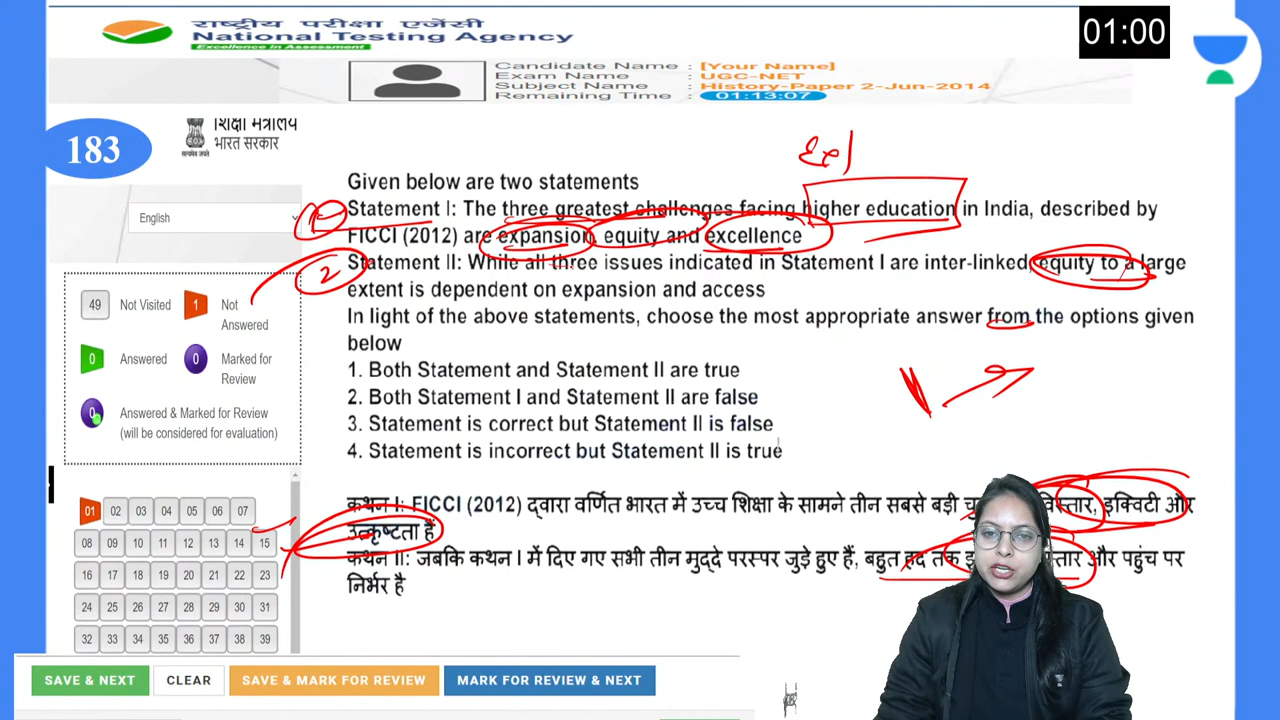 राष्ट्रीय परीक्षा एजेंसी
National Testing Agency
Excellence in Assessment
01:00
Candidate Name : [Your Name]
Exam Name : UGC-NET
Subject Name : History-Paper 2-Jun-2014
Remaining Time : 01:13:07
183
शिक्षा मंत्रालय
भारत सरकार
English
Given below are two statements
Statement I: The three greatest challenges facing higher education in India, described by
FICCI (2012) are expansion, equity and excellence
Statement II: While all three issues indicated in Statement I are inter-linked, equity to a large
extent is dependent on expansion and access
In light of the above statements, choose the most appropriate answer from the options given
below
1. Both Statement and Statement II are true
2. Both Statement I and Statement II are false
3. Statement is correct but Statement II is false
4. Statement is incorrect but Statement II is true
कथन I: FICCI (2012) द्वारा वर्णित भारत में उच्च शिक्षा के सामने तीन सबसे बड़ी विस्तार, इक्विटी और
उत्कृष्टता हैं
कथन II: जबकि कथन I में दिए गए सभी तीन मुद्दे परस्पर जुड़े हुए हैं, बहुत हद तक और पहुंच पर
निर्भर है
49 Not Visited 1 Not Answered
0 Answered 0 Marked for Review
0 Answered & Marked for Review
(will be considered for evaluation)
01 02 03 04 05 06 07
08 09 10 11 12 13 14 15
16 17 18 19 20 21 22 23
24 25 26 27 28 29 30 31
32 33 34 35 36 37 38 39
SAVE & NEXT CLEAR SAVE & MARK FOR REVIEW MARK FOR REVIEW & NEXT